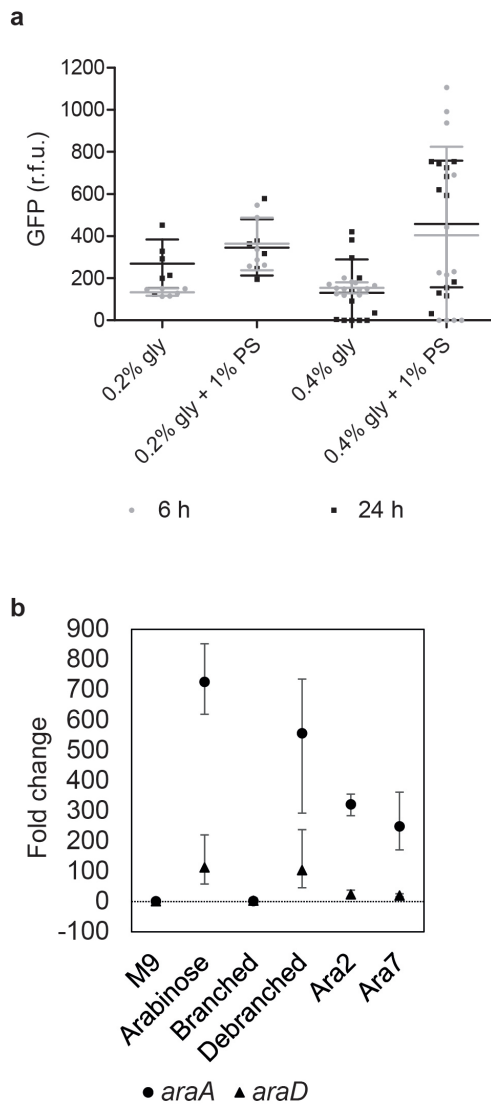 a
1200
1000
800
600
400
200
0
GFP (r.f.u.)
0.2% gly
0.2% gly + 1% PS
0.4% gly
0.4% gly + 1% PS
6 h
24 h
b
900
800
700
600
500
400
300
200
100
0
-100
Fold change
M9
Arabinose
Branched
Debranched
Ara2
Ara7
araA
araD